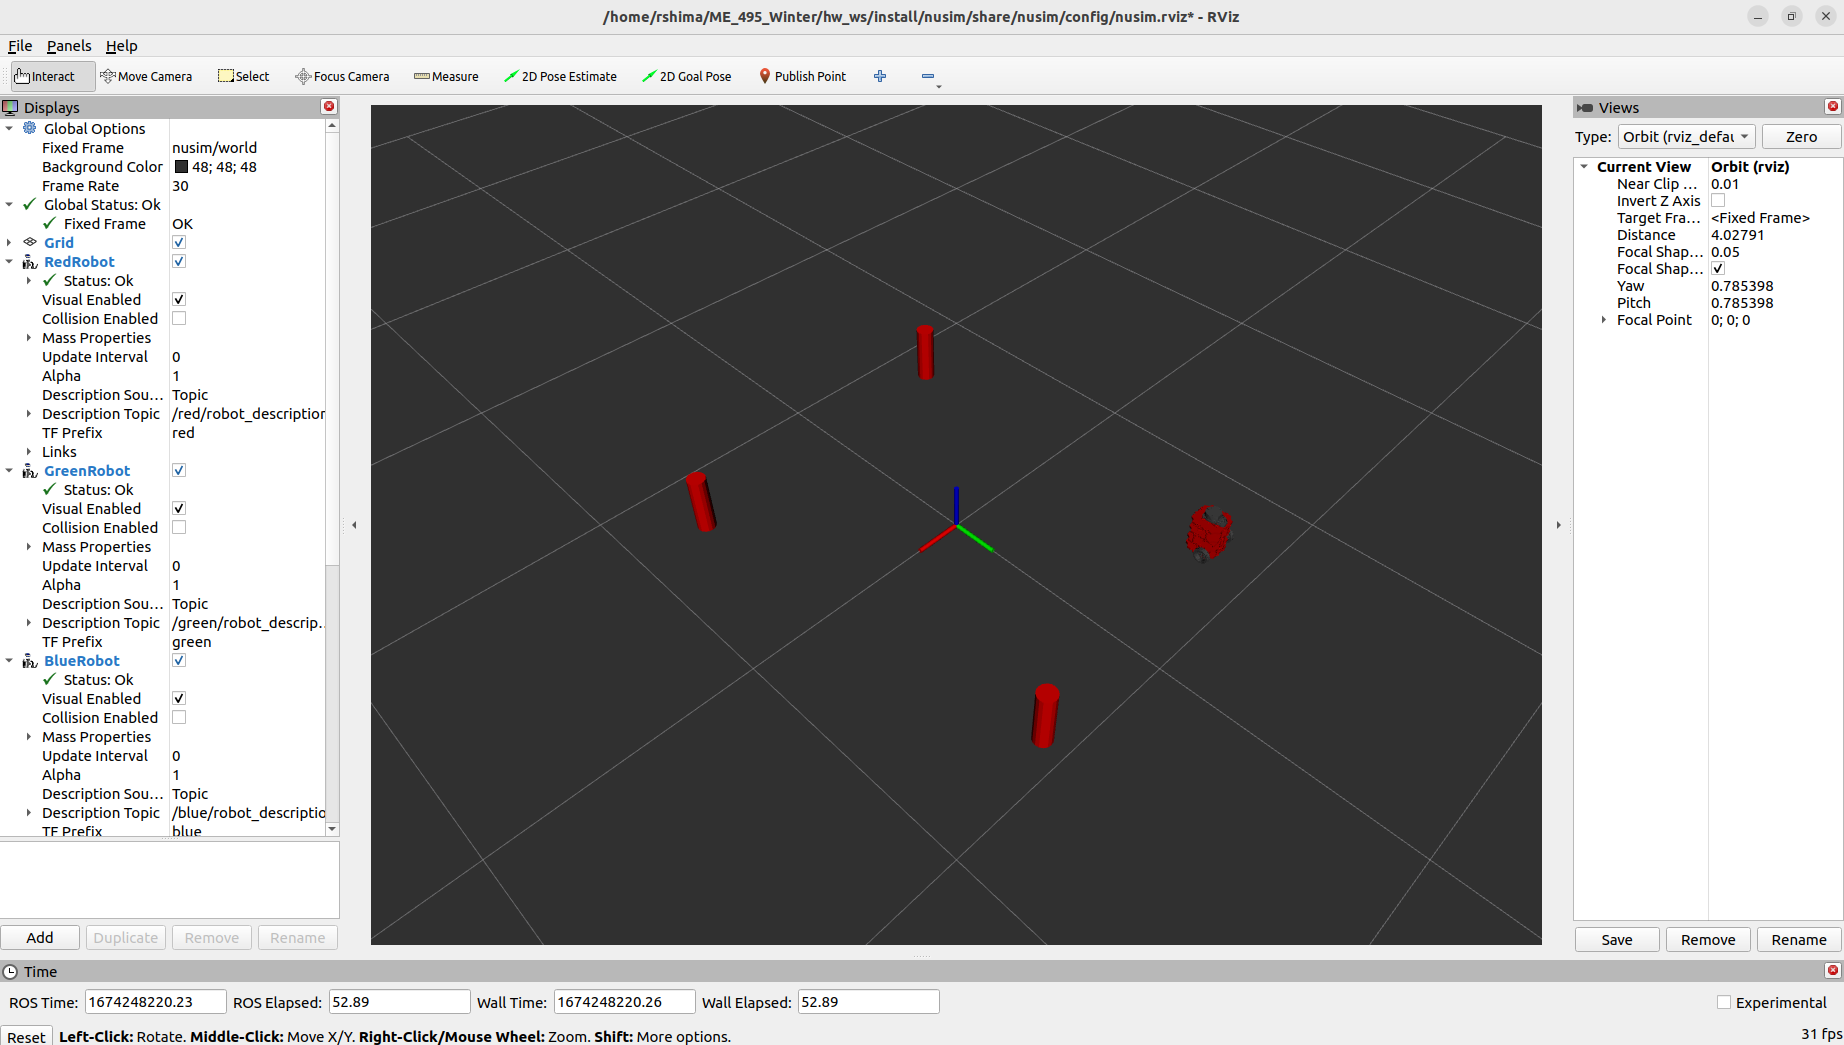 /home/rshima/ME_495_Winter/hw_ws/install/nusim/share/nusim/config/nusim.rviz* - RViz
File Panels Help
Interact Move Camera Select Focus Camera Measure 2D Pose Estimate 2D Goal Pose Publish Point
Displays
Global Options
Fixed Frame nusim/world
Background Color 48; 48; 48
Frame Rate 30
Global Status: Ok
Fixed Frame OK
Grid
RedRobot
Status: Ok
Visual Enabled
Collision Enabled
Mass Properties
Update Interval 0
Alpha 1
Description Sou... Topic
Description Topic /red/robot_description
TF Prefix red
Links
GreenRobot
Status: Ok
Visual Enabled
Collision Enabled
Mass Properties
Update Interval 0
Alpha 1
Description Sou... Topic
Description Topic /green/robot_descrip...
TF Prefix green
BlueRobot
Status: Ok
Visual Enabled
Collision Enabled
Mass Properties
Update Interval 0
Alpha 1
Description Sou... Topic
Description Topic /blue/robot_descriptio
TF Prefix blue
Add Duplicate Remove Rename
Views
Type: Orbit (rviz_defau Zero
Current View Orbit (rviz)
Near Clip ... 0.01
Invert Z Axis
Target Fra... <Fixed Frame>
Distance 4.02791
Focal Shap... 0.05
Focal Shap...
Yaw 0.785398
Pitch 0.785398
Focal Point 0; 0; 0
Save Remove Rename
Time
ROS Time: 1674248220.23 ROS Elapsed: 52.89 Wall Time: 1674248220.26 Wall Elapsed: 52.89 Experimental
Reset Left-Click: Rotate. Middle-Click: Move X/Y. Right-Click/Mouse Wheel: Zoom. Shift: More options. 31 fps